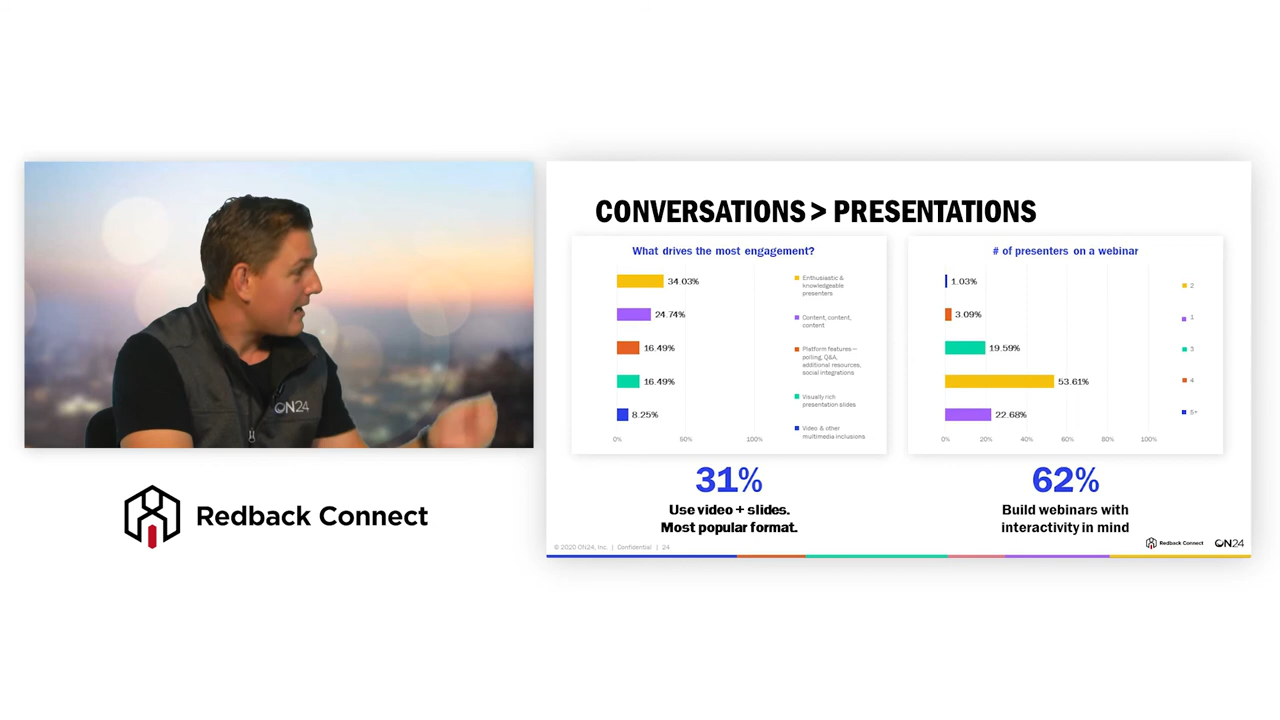 CONVERSATIONS > PRESENTATIONS
What drives the most engagement?
34.03%
24.74%
16.49%
16.49%
8.25%
0%
50%
100%
Enthusiastic &
knowledgeable
presenters
Content, content,
content
Platform features –
polling, Q&A,
additional resources,
social integrations
Visually rich
presentation slides
Video & other
multimedia inclusions
# of presenters on a webinar
1.03%
3.09%
19.59%
53.61%
22.68%
0%
20%
40%
60%
80%
100%
2
1
3
4
5+
31%
Use video + slides.
Most popular format.
62%
Build webinars with
interactivity in mind
© 2020 ON24, Inc. | Confidential | 24
Redback Connect
ON24
ON24
Redback Connect